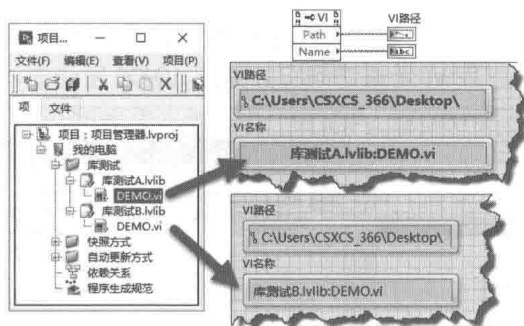 项目...
文件(F) 编辑(E) 查看(V) 项目(P)
项 文件
项目：项目管理器.lvproj
我的电脑
库测试
库测试A.lvlib
DEMO.vi
库测试B.lvlib
DEMO.vi
快照方式
自动更新方式
依赖关系
程序生成规范
VI
Path
Name
VI路径
VI路径
C:\Users\CSXCS_366\Desktop\
VI名称
库测试A.lvlib:DEMO.vi
VI路径
C:\Users\CSXCS_366\Desktop\
VI名称
库测试B.lvlib:DEMO.vi